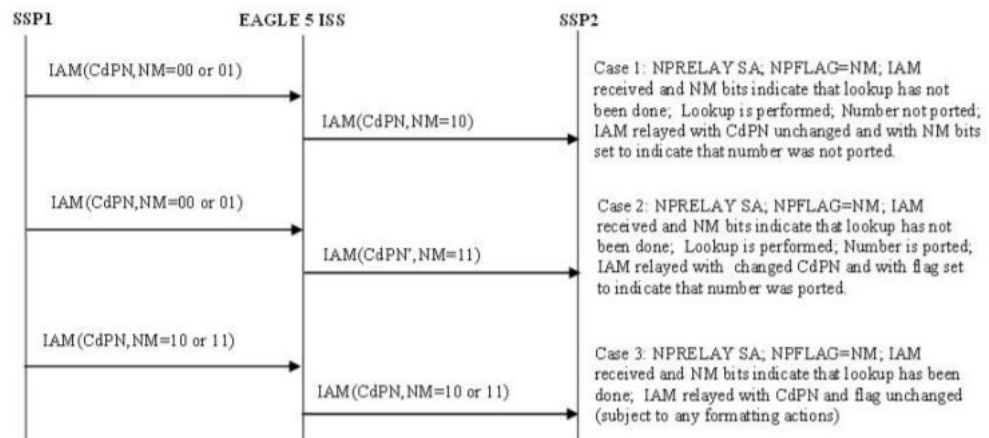 SSP1 EAGLE 5 ISS SSP2
IAM(CdPN,NM=00 or 01)
IAM(CdPN,NM=10)
Case 1: NPRELAY SA; NPFLAG=NM; IAM
received and NM bits indicate that lookup has not
been done; Lookup is performed; Number not ported;
IAM relayed with CdPN unchanged and with NM bits
set to indicate that number was not ported.
IAM(CdPN,NM=00 or 01)
IAM(CdPN',NM=11)
Case 2: NPRELAY SA; NPFLAG=NM; IAM
received and NM bits indicate that lookup has not
been done; Lookup is performed; Number is ported;
IAM relayed with changed CdPN and with flag set
to indicate that number was ported.
IAM(CdPN,NM=10 or 11)
IAM(CdPN,NM=10 or 11)
Case 3: NPRELAY SA; NPFLAG=NM; IAM
received and NM bits indicate that lookup has been
done; IAM relayed with CdPN and flag unchanged
(subject to any formatting actions)